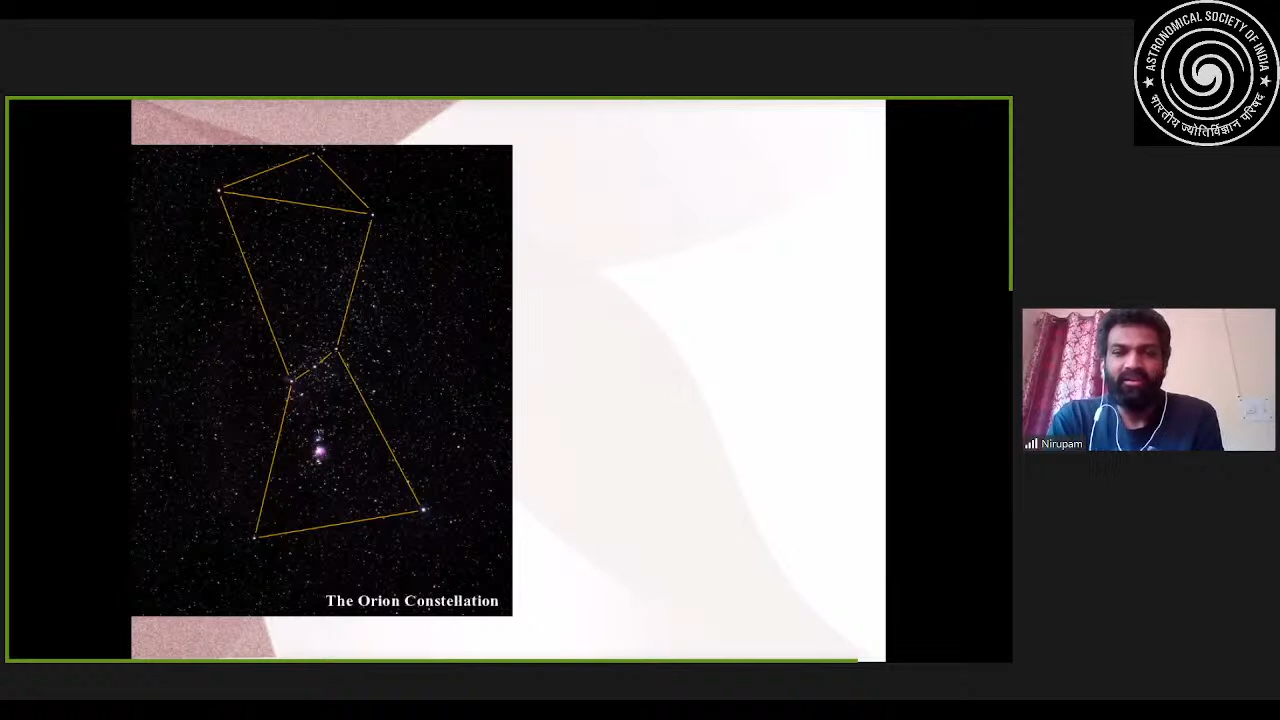 ASTRONOMICAL SOCIETY OF INDIA
भारतीय ज्योतिर्विज्ञान परिषद
Nirupam
The Orion Constellation